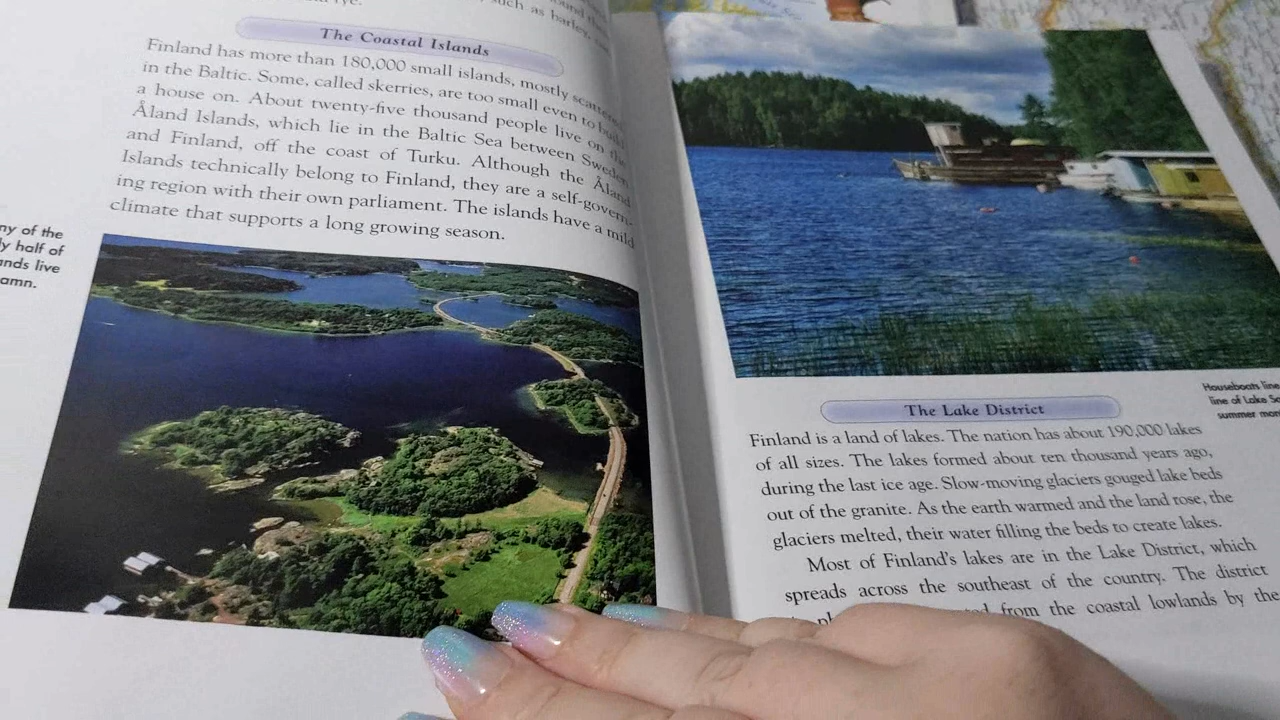 rye.
such as barley,
The Coastal Islands
Finland has more than 180,000 small islands, mostly scattered
in the Baltic. Some, called skerries, are too small even to build
a house on. About twenty-five thousand people live on the
Åland Islands, which lie in the Baltic Sea between Sweden
and Finland, off the coast of Turku. Although the Åland
Islands technically belong to Finland, they are a self-govern-
ing region with their own parliament. The islands have a mild
climate that supports a long growing season.
ny of the
ly half of
ands live
amn.
Houseboats line
line of Lake
summer
The Lake District
Finland is a land of lakes. The nation has about 190,000 lakes
of all sizes. The lakes formed about ten thousand years ago,
during the last ice age. Slow-moving glaciers gouged lake beds
out of the granite. As the earth warmed and the land rose, the
glaciers melted, their water filling the beds to create lakes.
Most of Finland's lakes are in the Lake District, which
spreads across the southeast of the country. The district
from the coastal lowlands by the